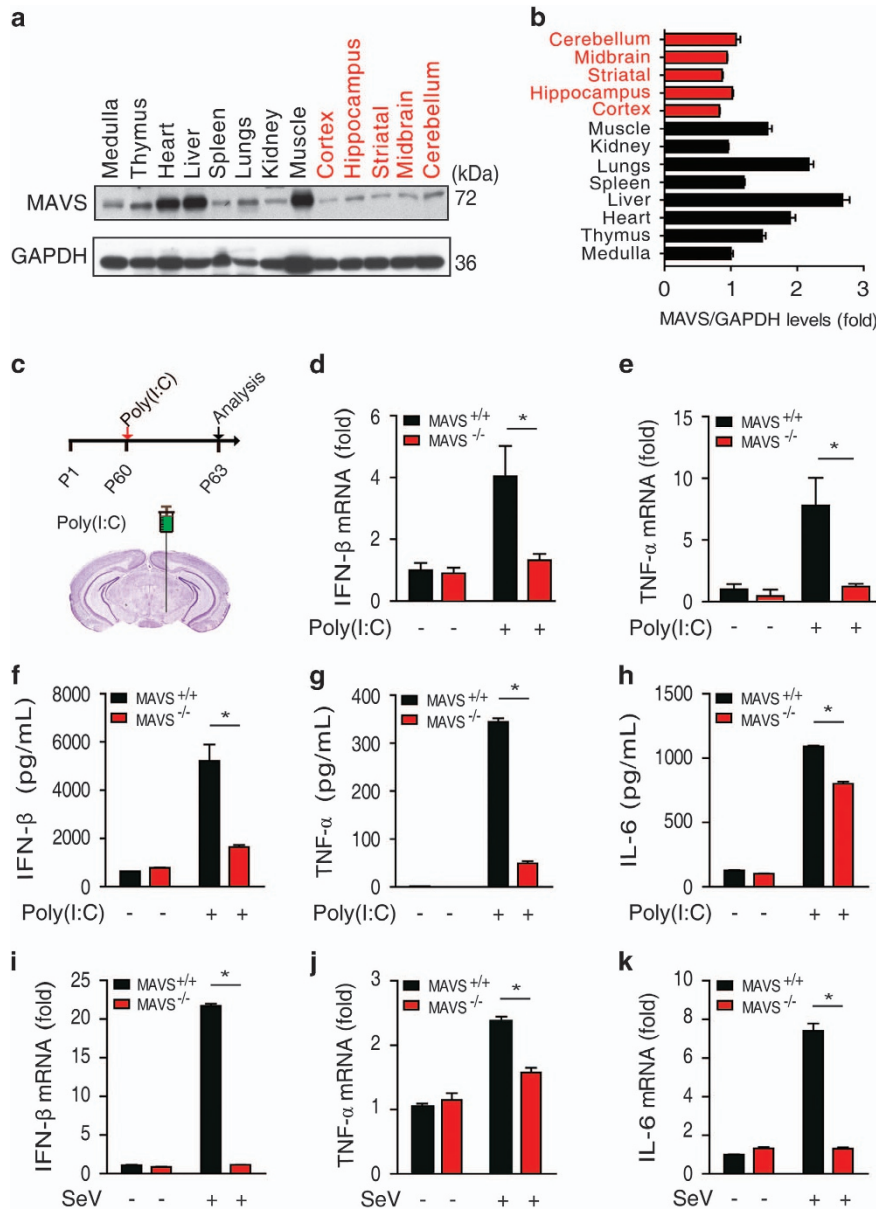 a
Medulla
Thymus
Heart
Liver
Spleen
Lungs
Kidney
Muscle
Cortex
Hippocampus
Striatal
Midbrain
Cerebellum
(kDa)
MAVS
72
GAPDH
36
b
Cerebellum
Midbrain
Striatal
Hippocampus
Cortex
Muscle
Kidney
Lungs
Spleen
Liver
Heart
Thymus
Medulla
0 1 2 3
MAVS/GAPDH levels (fold)
c
Poly(I:C)
Analysis
P1
P60
P63
Poly(I:C)
d
IFN-β mRNA (fold)
6
4
2
0
MAVS+/+
MAVS-/-
*
Poly(I:C) - - + +
e
TNF-α mRNA (fold)
15
10
5
0
MAVS+/+
MAVS-/-
*
Poly(I:C) - - + +
f
IFN-β (pg/mL)
8000
6000
4000
2000
0
MAVS+/+
MAVS-/-
*
Poly(I:C) - - + +
g
TNF-α (pg/mL)
400
300
200
100
0
MAVS+/+
MAVS-/-
*
Poly(I:C) - - + +
h
IL-6 (pg/mL)
1500
1000
500
0
MAVS+/+
MAVS-/-
*
Poly(I:C) - - + +
i
IFN-β mRNA (fold)
25
20
15
10
5
0
MAVS+/+
MAVS-/-
*
SeV - - + +
j
TNF-α mRNA (fold)
3
2
1
0
MAVS+/+
MAVS-/-
*
SeV - - + +
k
IL-6 mRNA (fold)
10
8
6
4
2
0
MAVS+/+
MAVS-/-
*
SeV - - + +